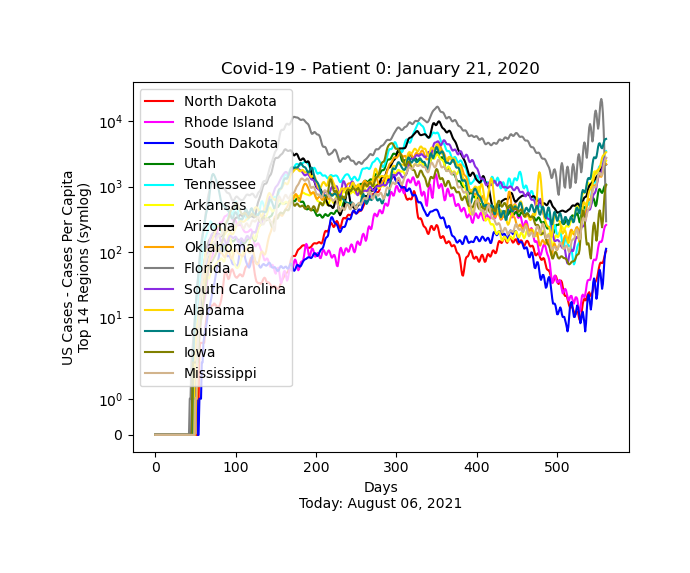 Covid-19 - Patient 0: January 21, 2020
US Cases - Cases Per Capita
Top 14 Regions (symlog)
10^4
10^3
10^2
10^1
10^0
0
North Dakota
Rhode Island
South Dakota
Utah
Tennessee
Arkansas
Arizona
Oklahoma
Florida
South Carolina
Alabama
Louisiana
Iowa
Mississippi
0 100 200 300 400 500
Days
Today: August 06, 2021